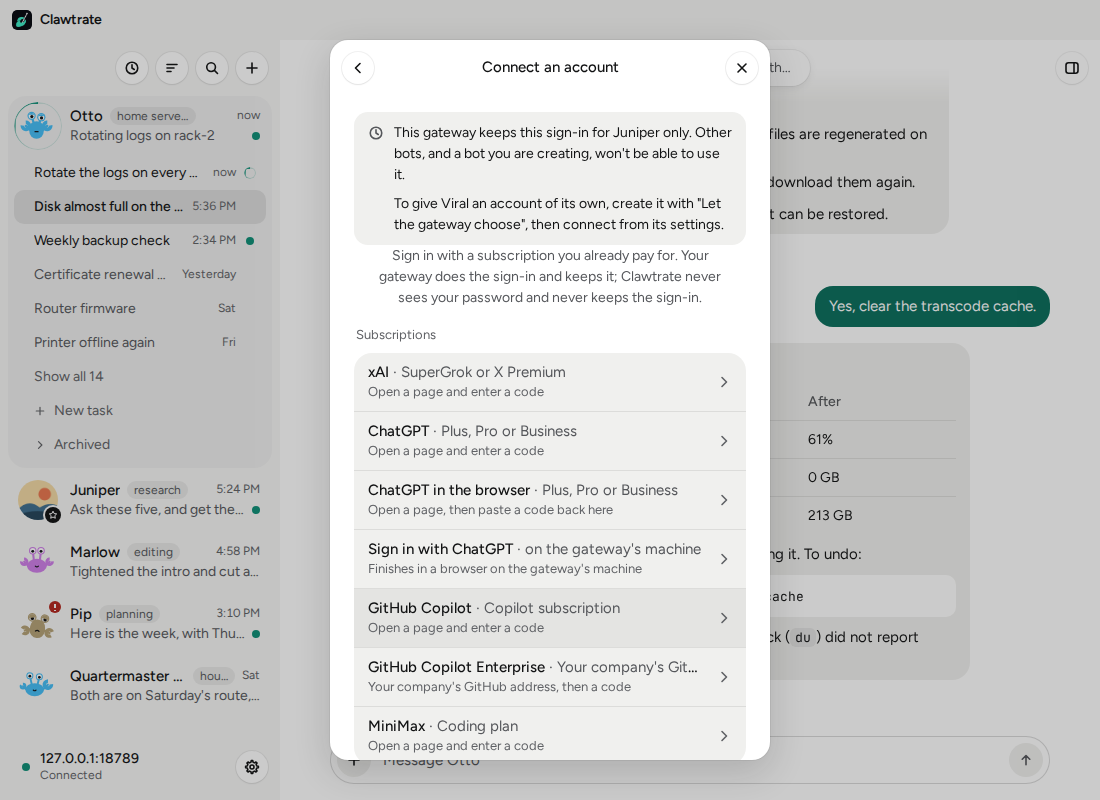 Clawtrate
Otto home serve... now
Rotating logs on rack-2
Rotate the logs on every ... now
Disk almost full on the ... 5:36 PM
Weekly backup check 2:34 PM
Certificate renewal ... Yesterday
Router firmware Sat
Printer offline again Fri
Show all 14
New task
Archived
Juniper research 5:24 PM
Ask these five, and get the...
Marlow editing 4:58 PM
Tightened the intro and cut a...
Pip planning 3:10 PM
Here is the week, with Thu...
Quartermaster ... hou... Sat
Both are on Saturday's route,...
127.0.0.1:18789
Connected
Connect an account
This gateway keeps this sign-in for Juniper only. Other
bots, and a bot you are creating, won't be able to use
it.
To give Viral an account of its own, create it with "Let
the gateway choose", then connect from its settings.
Sign in with a subscription you already pay for. Your
gateway does the sign-in and keeps it; Clawtrate never
sees your password and never keeps the sign-in.
Subscriptions
xAI · SuperGrok or X Premium
Open a page and enter a code
ChatGPT · Plus, Pro or Business
Open a page and enter a code
ChatGPT in the browser · Plus, Pro or Business
Open a page, then paste a code back here
Sign in with ChatGPT · on the gateway's machine
Finishes in a browser on the gateway's machine
GitHub Copilot · Copilot subscription
Open a page and enter a code
GitHub Copilot Enterprise · Your company's Git...
Your company's GitHub address, then a code
MiniMax · Coding plan
Open a page and enter a code
th...
files are regenerated on
download them again.
t can be restored.
Yes, clear the transcode cache.
After
61%
0 GB
213 GB
ng it. To undo:
cache
ck (du) did not report
Message Otto